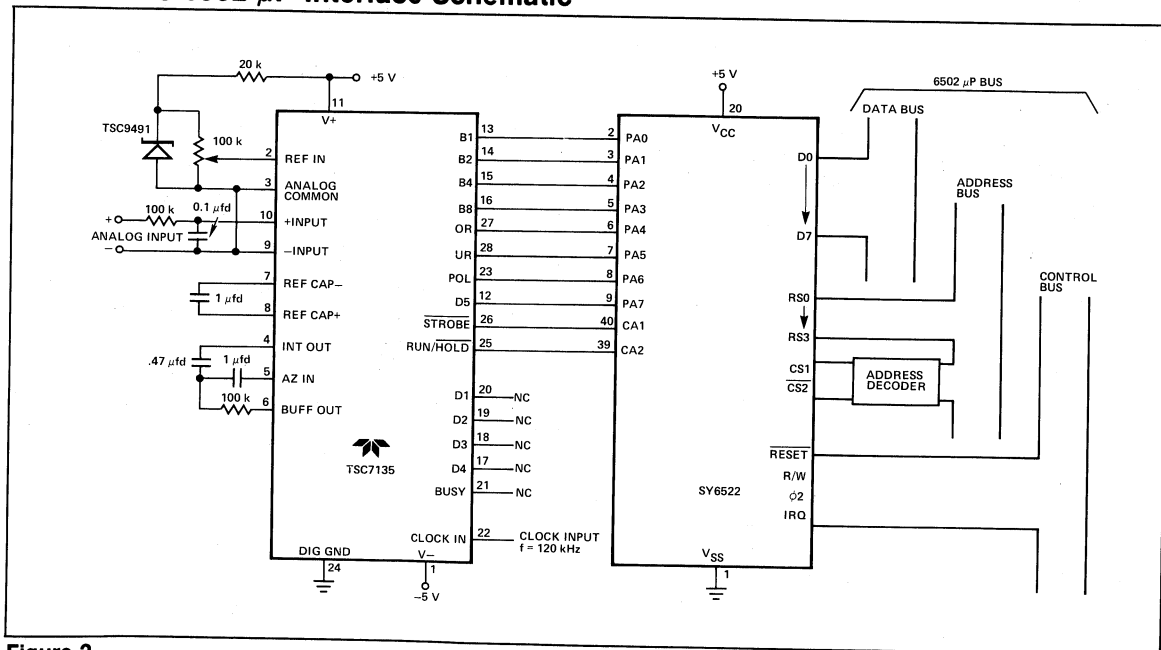 6502 μP Interface Schematic
20 k
+5 V
11
V+
TSC9491
100 k
2
REF IN
3
ANALOG
COMMON
100 k
0.1 μfd
+
10
+INPUT
ANALOG INPUT
−
9
−INPUT
7
REF CAP−
1 μfd
8
REF CAP+
4
INT OUT
.47 μfd
1 μfd
5
AZ IN
100 k
6
BUFF OUT
TSC7135
DIG GND
24
V−
1
−5 V
B1
13
B2
14
B4
15
B8
16
OR
27
UR
28
POL
23
D5
12
STROBE
26
RUN/HOLD
25
D1
20
NC
D2
19
NC
D3
18
NC
D4
17
NC
BUSY
21
NC
CLOCK IN
22
CLOCK INPUT
f = 120 kHz
+5 V
20
VCC
2
PA0
3
PA1
4
PA2
5
PA3
6
PA4
7
PA5
8
PA6
9
PA7
40
CA1
39
CA2
D0
D7
RS0
RS3
CS1
CS2
RESET
R/W
ϕ2
IRQ
SY6522
VSS
1
6502 μP BUS
DATA BUS
ADDRESS
BUS
CONTROL
BUS
ADDRESS
DECODER